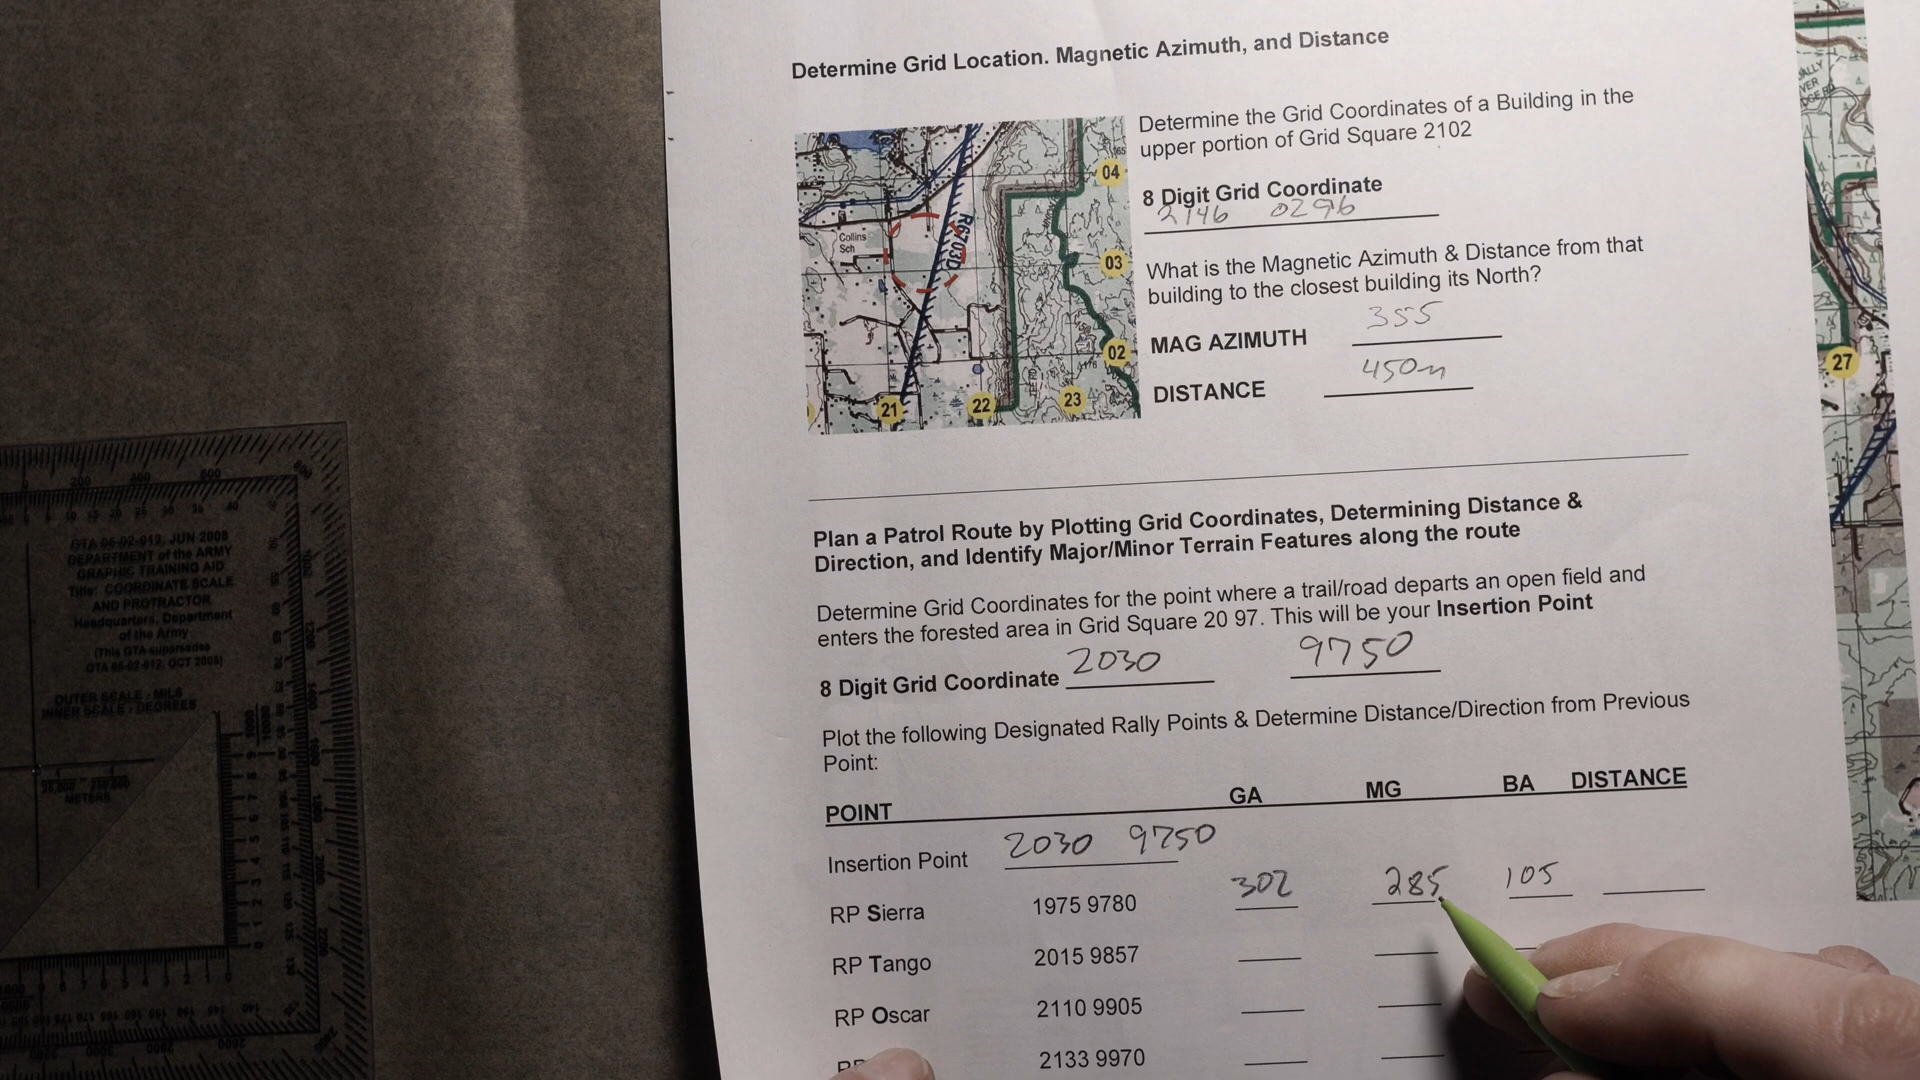 Determine Grid Location. Magnetic Azimuth, and Distance
Determine the Grid Coordinates of a Building in the
upper portion of Grid Square 2102
8 Digit Grid Coordinate
2146 0296
What is the Magnetic Azimuth & Distance from that
building to the closest building its North?
MAG AZIMUTH 355
DISTANCE 450m
04
03
02
21
22
23
Collins
Sch
R6703D
27
Plan a Patrol Route by Plotting Grid Coordinates, Determining Distance &
Direction, and Identify Major/Minor Terrain Features along the route
Determine Grid Coordinates for the point where a trail/road departs an open field and
enters the forested area in Grid Square 20 97. This will be your Insertion Point
8 Digit Grid Coordinate 2030 9750
Plot the following Designated Rally Points & Determine Distance/Direction from Previous
Point:
POINT GA MG BA DISTANCE
Insertion Point 2030 9750
RP Sierra 1975 9780 302 285 105
RP Tango 2015 9857
RP Oscar 2110 9905
2133 9970
GTA 05-02-012, JUN 2008
DEPARTMENT of the ARMY
GRAPHIC TRAINING AID
Title: COORDINATE SCALE
AND PROTRACTOR
Headquarters, Department
of the Army
(This GTA supersedes
OUTER SCALE - MILS
INNER SCALE - DEGREES
METERS